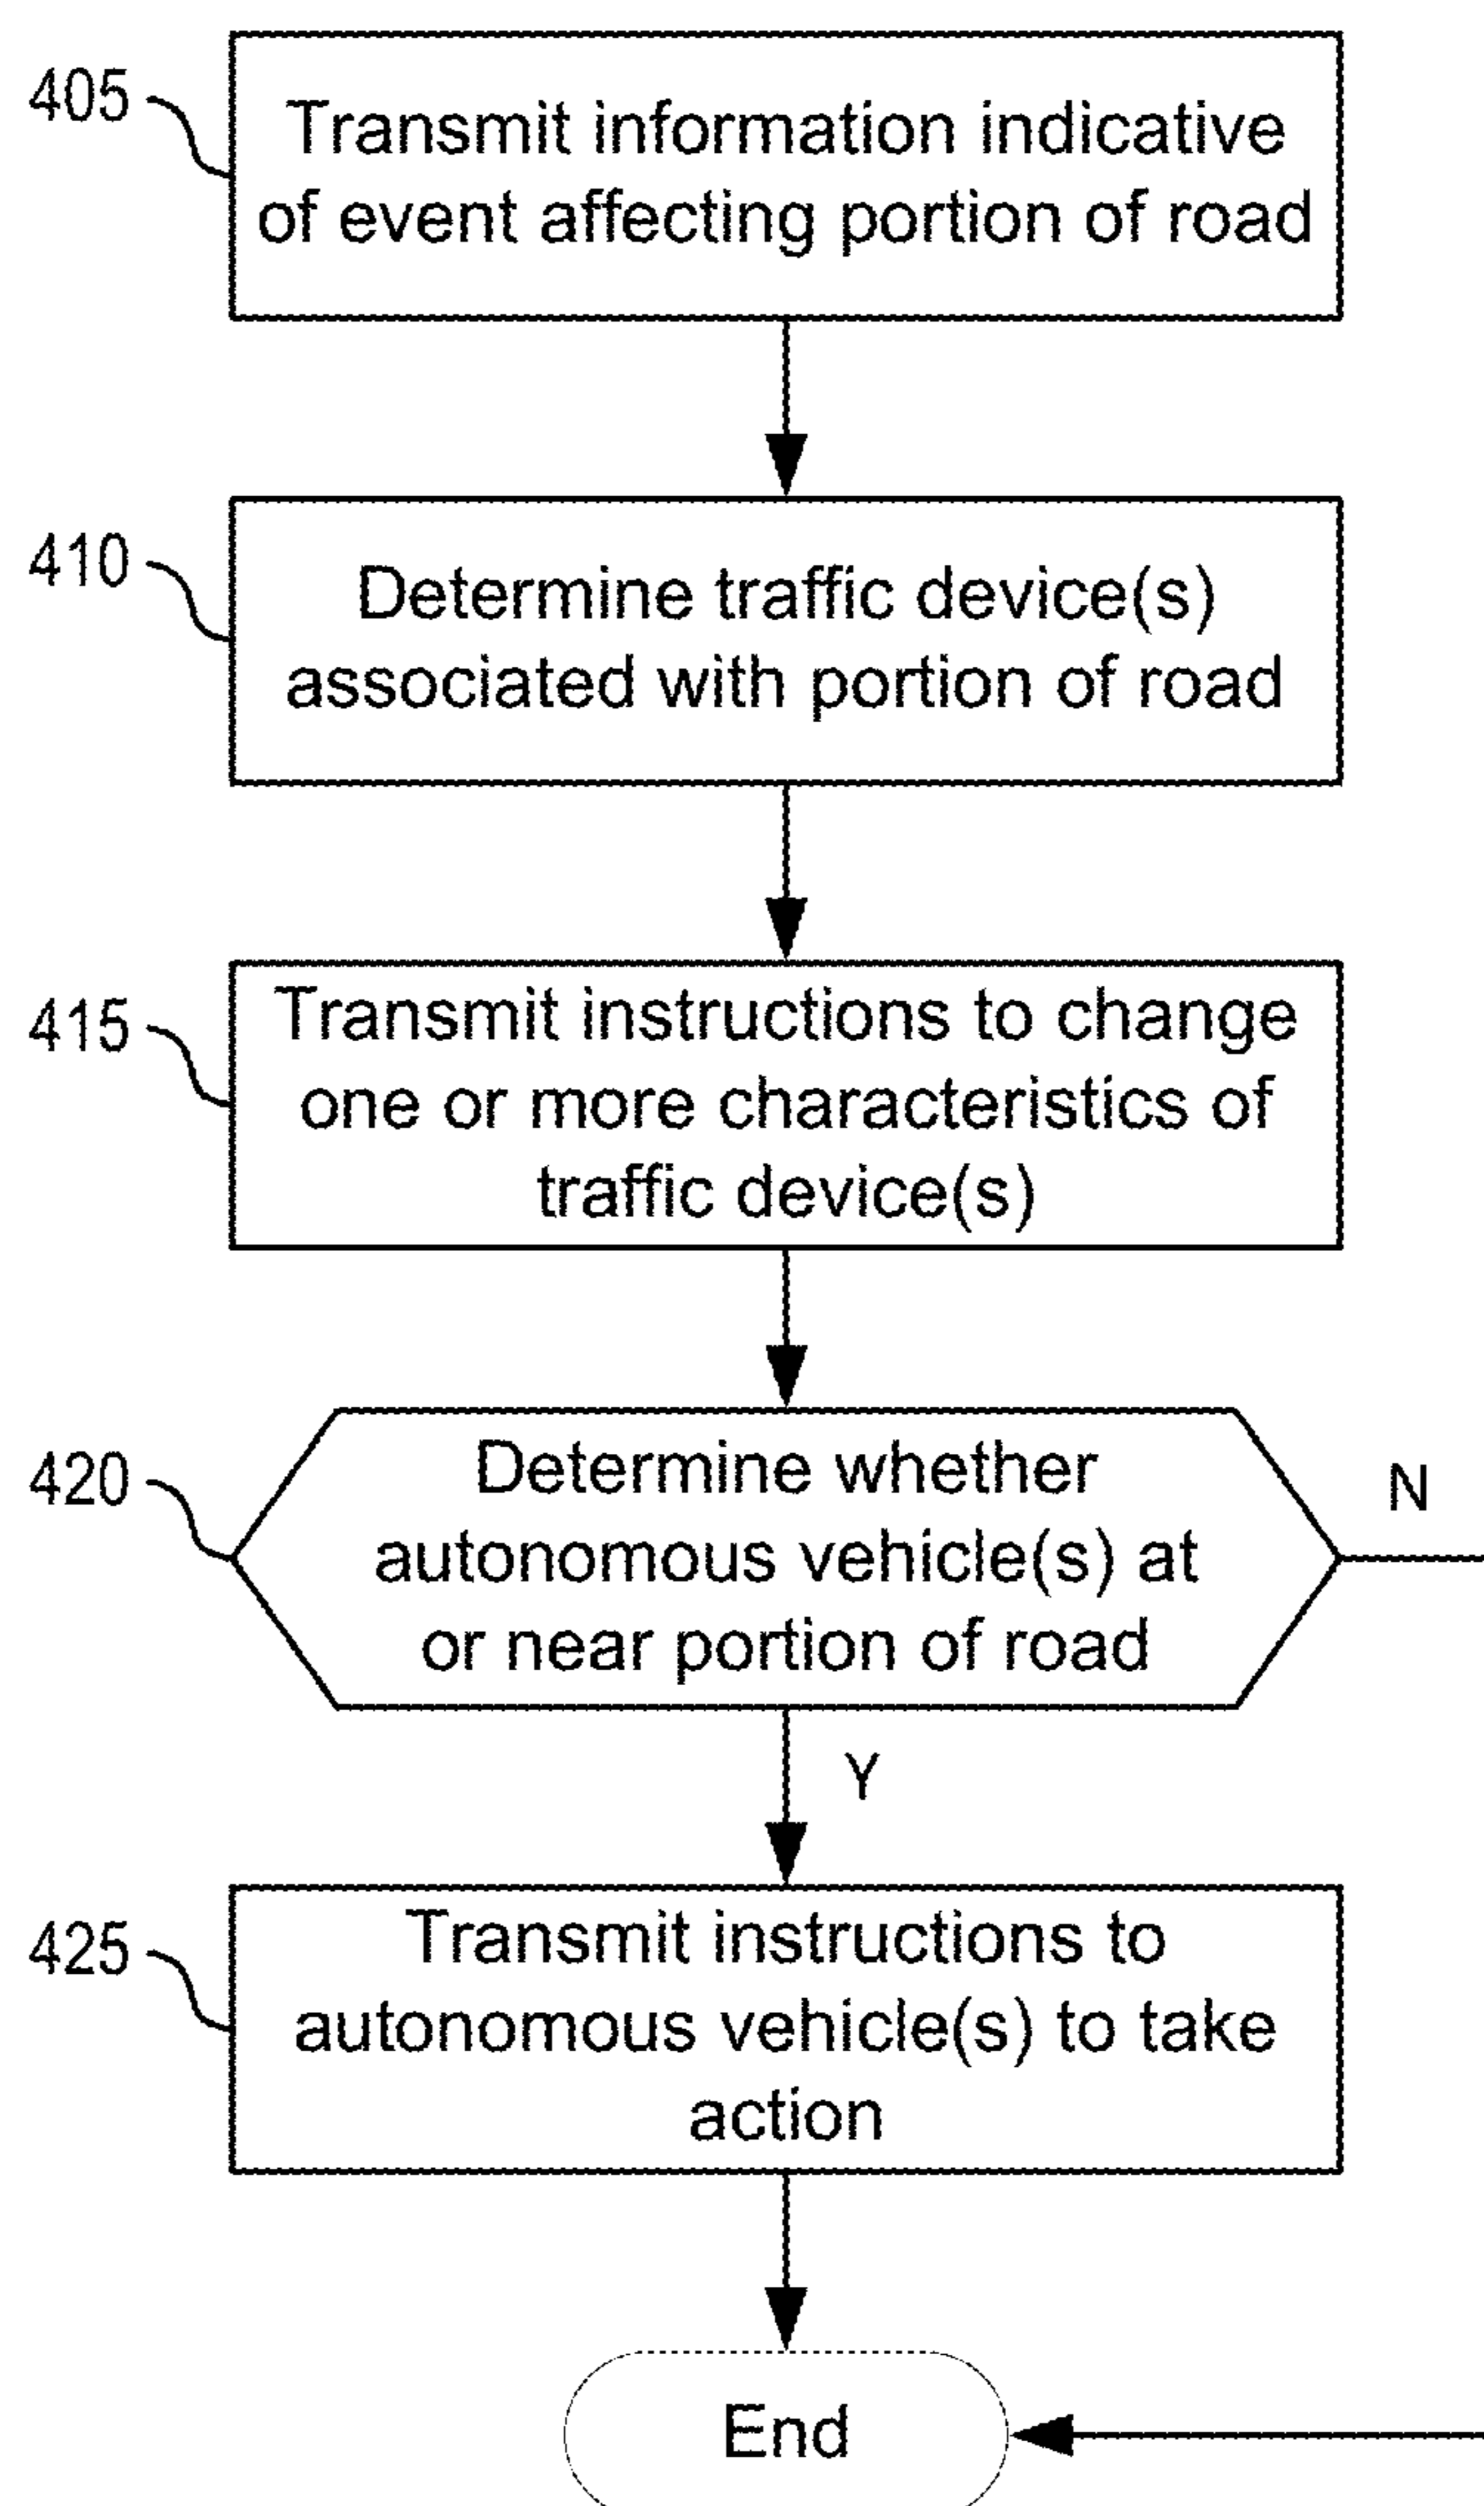 405
Transmit information indicative
of event affecting portion of road
410
Determine traffic device(s)
associated with portion of road
415
Transmit instructions to change
one or more characteristics of
traffic device(s)
420
Determine whether
autonomous vehicle(s) at
or near portion of road
N
Y
425
Transmit instructions to
autonomous vehicle(s) to take
action
End